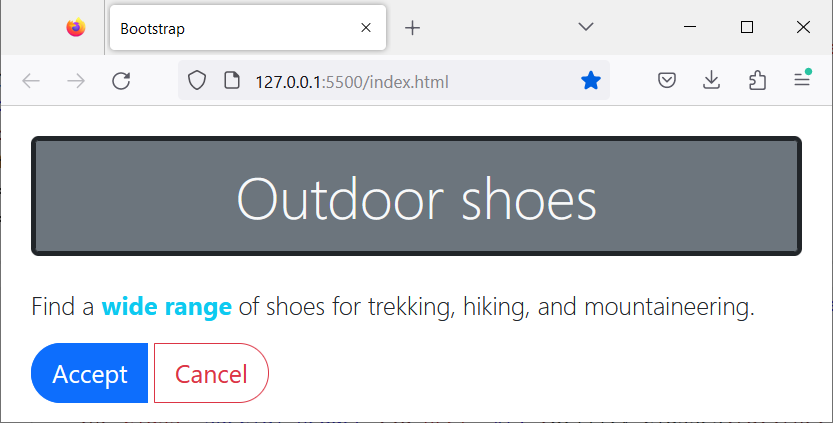 Bootstrap
127.0.0.1:5500/index.html
Outdoor shoes
Find a wide range of shoes for trekking, hiking, and mountaineering.
Accept Cancel